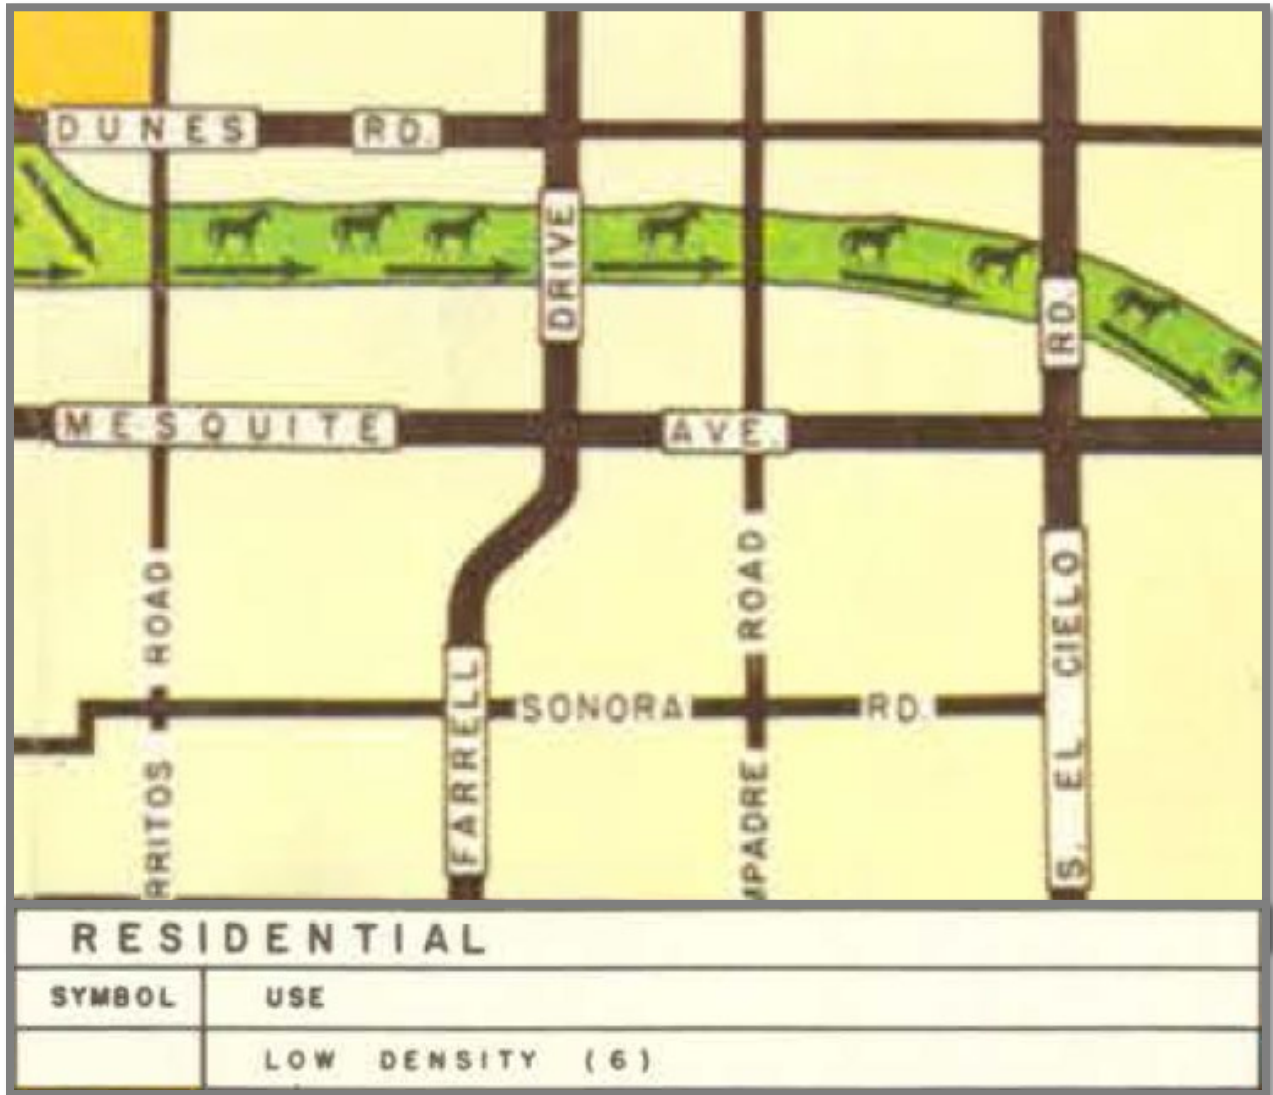 DUNES RD.
DRIVE
RD.
MESQUITE AVE.
ROAD
ROAD
S. EL CIELO
FARRELL
SONORA RD.
RRITOS
MPADRE
RESIDENTIAL
SYMBOL USE
LOW DENSITY (6)